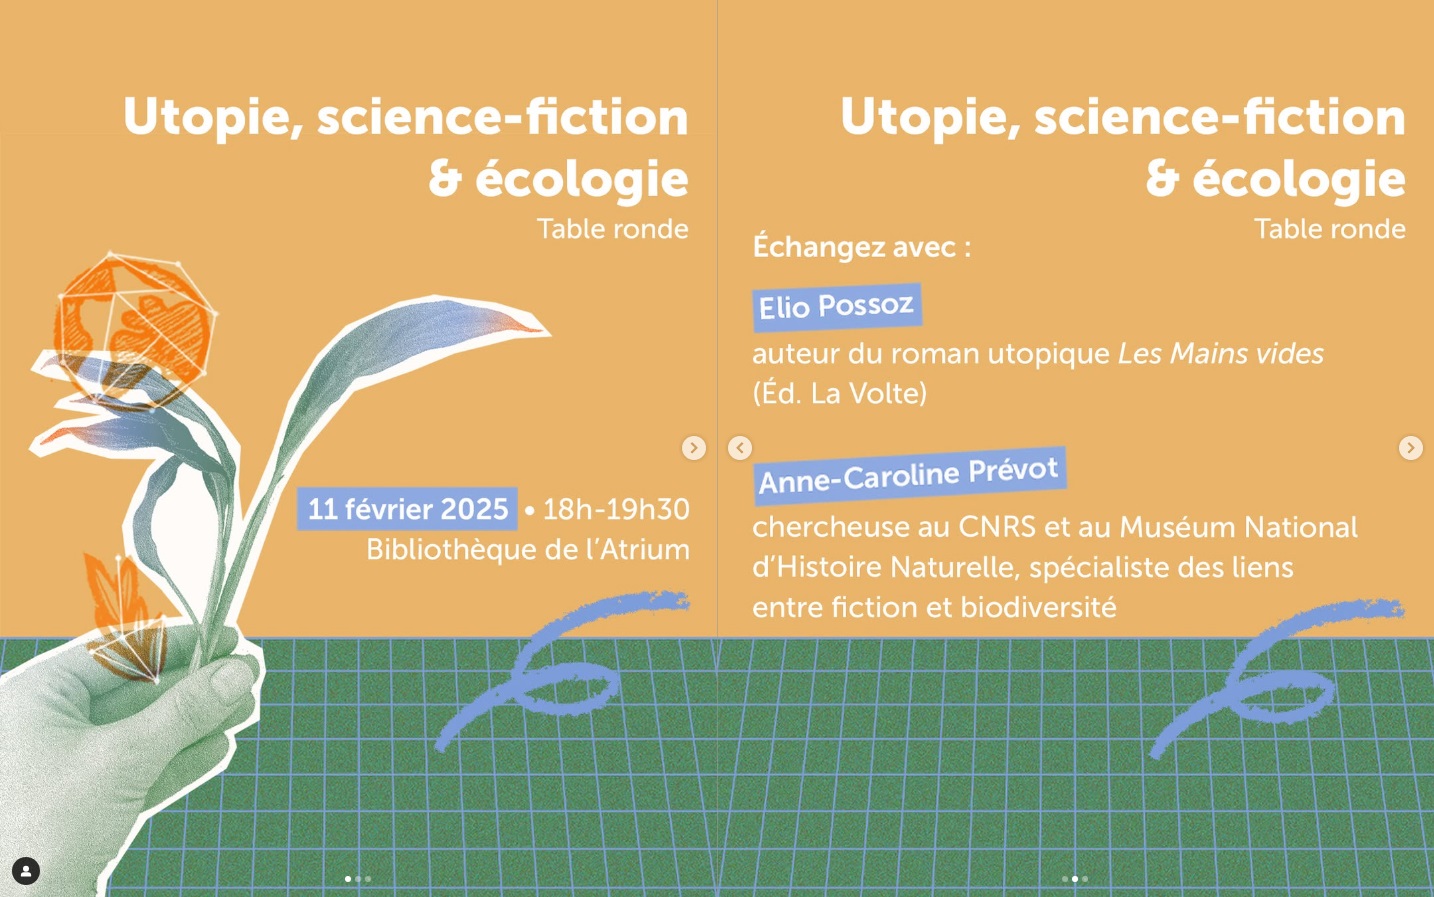 Utopie, science-fiction
& écologie
Table ronde
11 février 2025 • 18h-19h30
Bibliothèque de l’Atrium
Utopie, science-fiction
& écologie
Table ronde
Échangez avec :
Elio Possoz
auteur du roman utopique Les Mains vides
(Éd. La Volte)
Anne-Caroline Prévot
chercheuse au CNRS et au Muséum National
d’Histoire Naturelle, spécialiste des liens
entre fiction et biodiversité